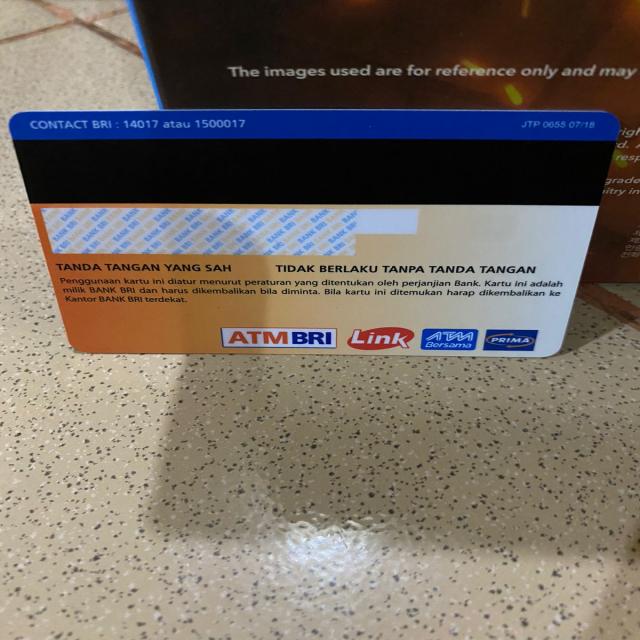 The images used are for reference only and may
CONTACT BRI : 14017 atau 1500017
JTP 0655 07/18
BANK BRI
TANDA TANGAN YANG SAH
TIDAK BERLAKU TANPA TANDA TANGAN
Penggunaan kartu ini diatur menurut peraturan yang ditentukan oleh perjanjian Bank. Kartu ini adalah
milik BANK BRI dan harus dikembalikan bila diminta. Bila kartu ini ditemukan harap dikembalikan ke
Kantor BANK BRI terdekat.
ATM BRI
Link
ATM Bersama
PRIMA